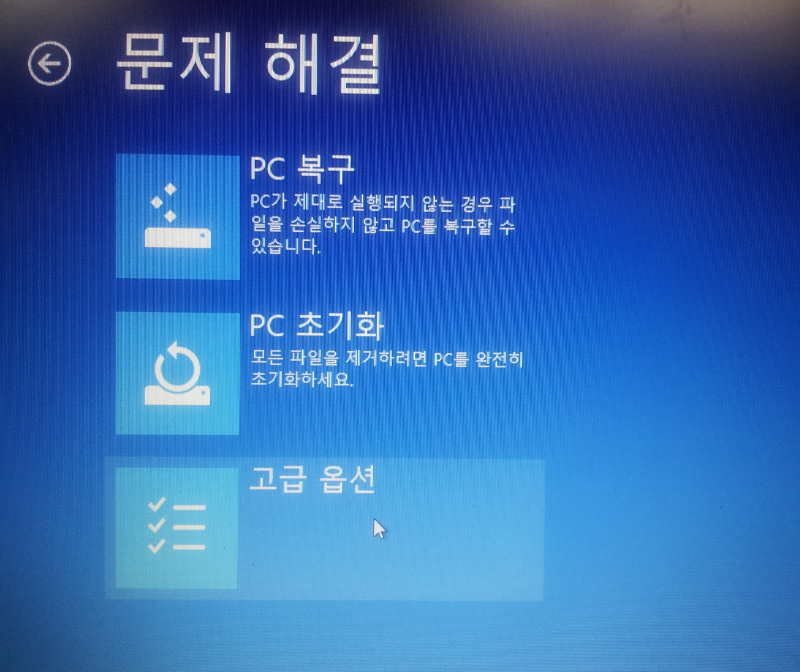 문제 해결
PC 복구
PC가 제대로 실행되지 않는 경우 파
일을 손실하지 않고 PC를 복구할 수
있습니다.
PC 초기화
모든 파일을 제거하려면 PC를 완전히
초기화하세요.
고급 옵션